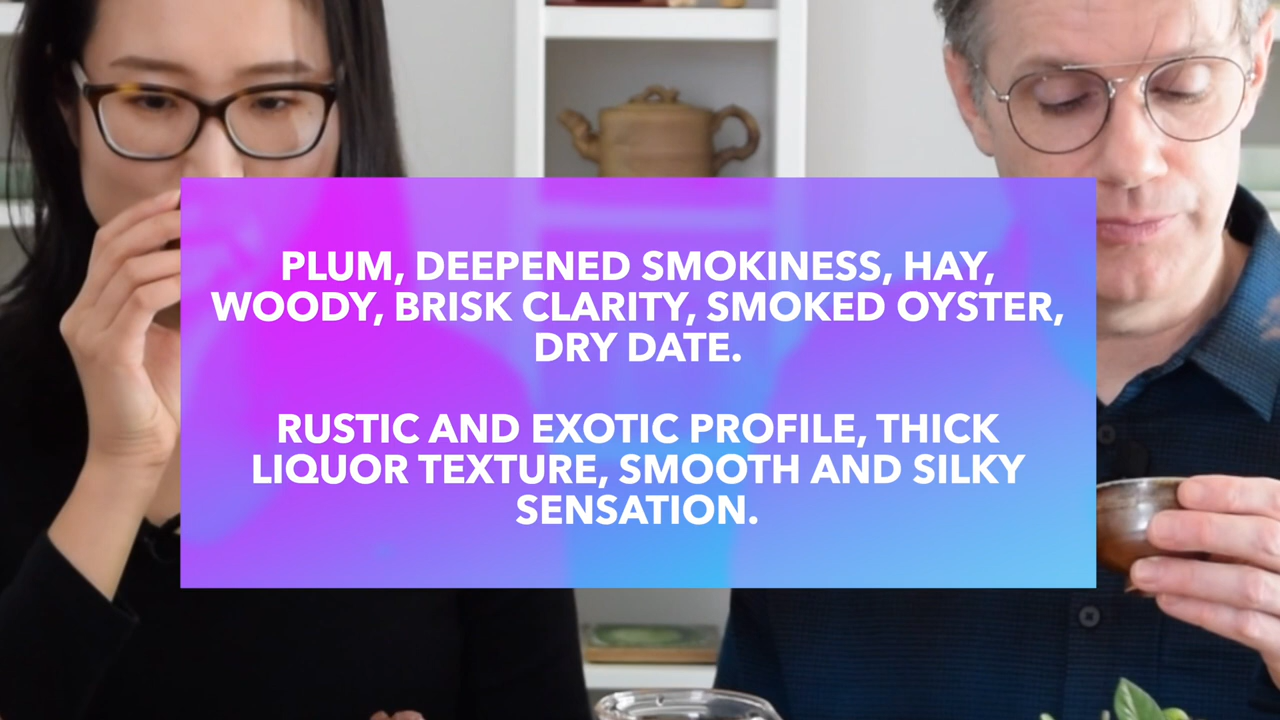 PLUM, DEEPENED SMOKINESS, HAY,
WOODY, BRISK CLARITY, SMOKED OYSTER,
DRY DATE.
RUSTIC AND EXOTIC PROFILE, THICK
LIQUOR TEXTURE, SMOOTH AND SILKY
SENSATION.